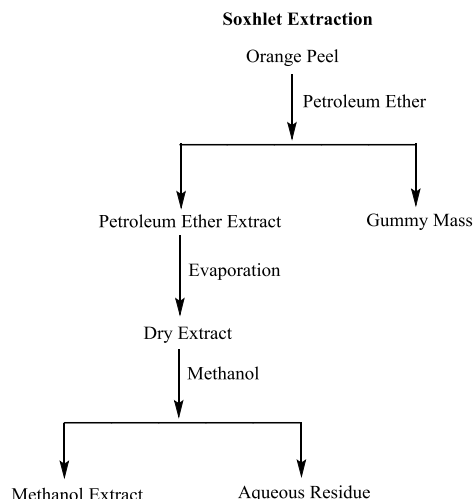 Soxhlet Extraction
Orange Peel
Petroleum Ether
Petroleum Ether Extract
Gummy Mass
Evaporation
Dry Extract
Methanol
Methanol Extract
Aqueous Residue